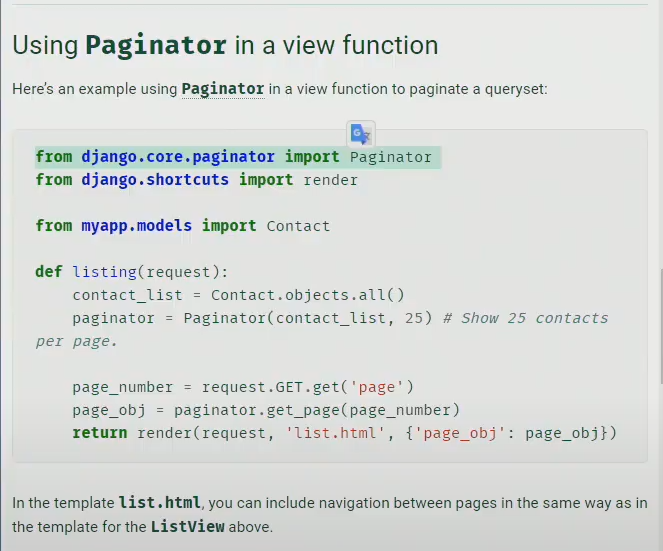 Using Paginator in a view function
Here's an example using Paginator in a view function to paginate a queryset:
G
from django.core.paginator import Paginator
from django.shortcuts import render
from myapp.models import Contact
def listing(request):
    contact_list = Contact.objects.all()
    paginator = Paginator(contact_list, 25) # Show 25 contacts
per page.
    page_number = request.GET.get('page')
    page_obj = paginator.get_page(page_number)
    return render(request, 'list.html', {'page_obj': page_obj})
In the template list.html, you can include navigation between pages in the same way as in
the template for the ListView above.